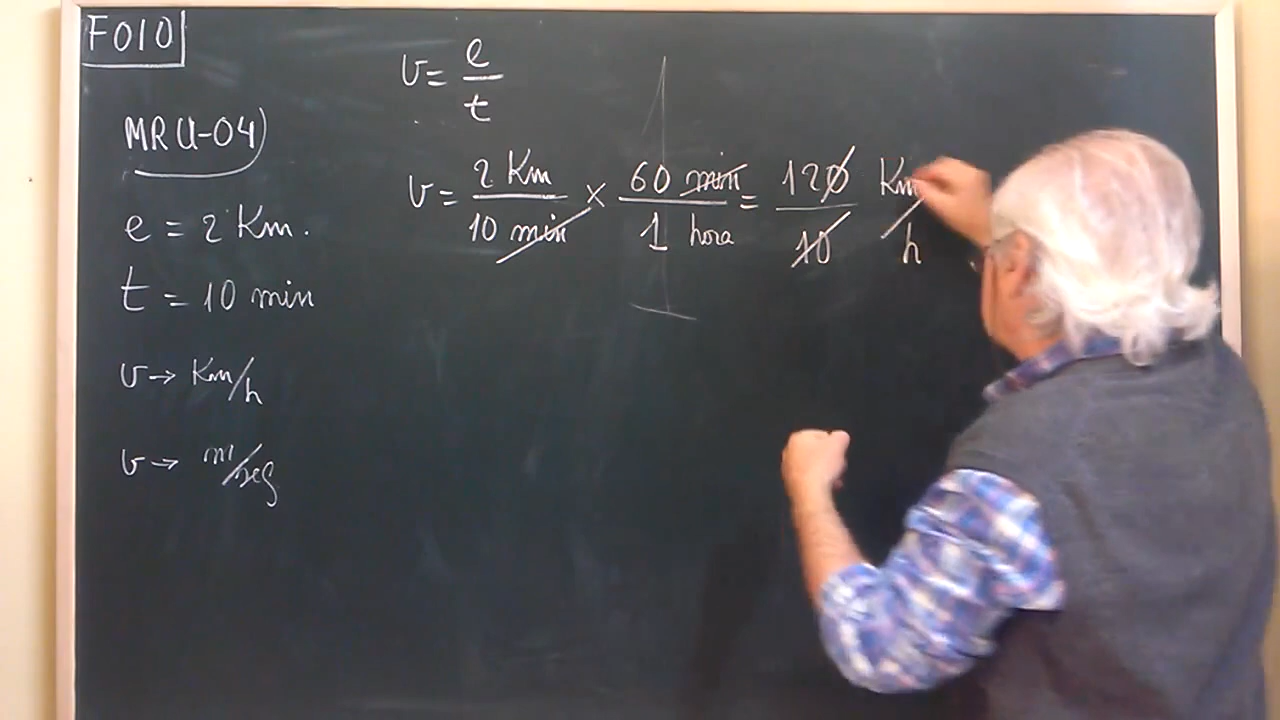 F010
MRU-04)
e = 2 Km.
t = 10 min
v → Km/h
v → m/seg
v = e/t
v = 2 Km/10 min × 60 min/1 hora = 120/10 Km/h